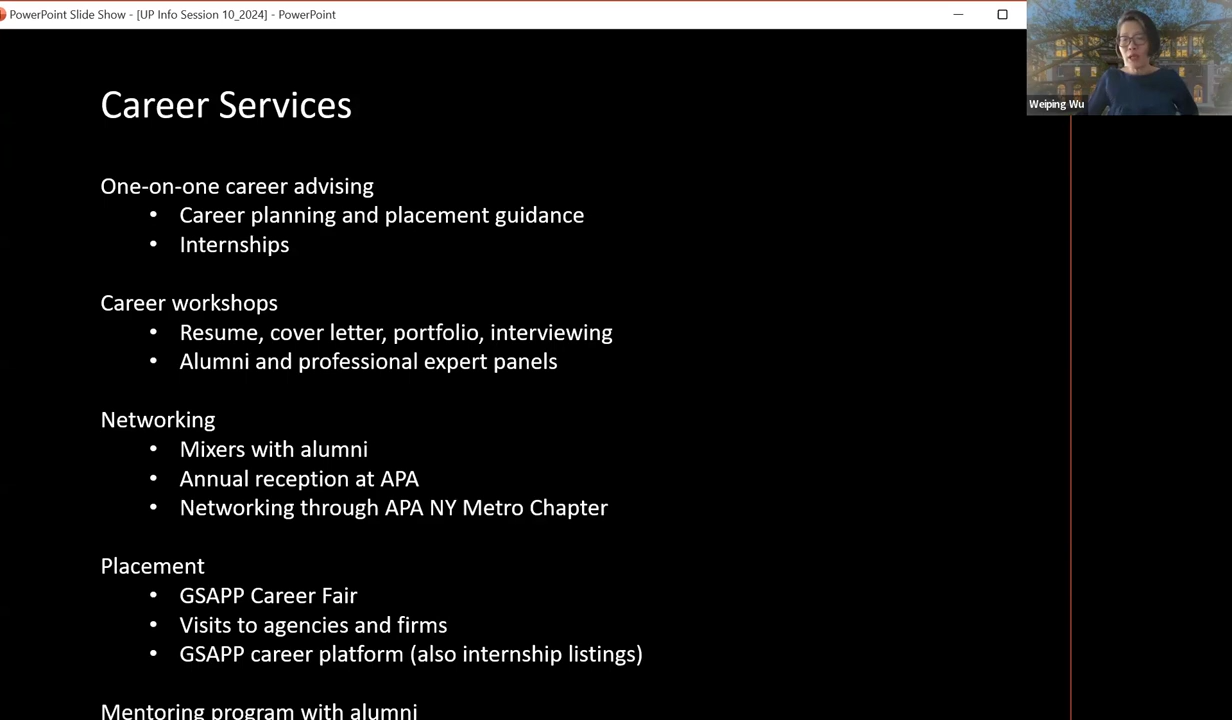 PowerPoint Slide Show - [UP Info Session 10_2024] - PowerPoint
Weiping Wu
Career Services
One-on-one career advising
• Career planning and placement guidance
• Internships
Career workshops
• Resume, cover letter, portfolio, interviewing
• Alumni and professional expert panels
Networking
• Mixers with alumni
• Annual reception at APA
• Networking through APA NY Metro Chapter
Placement
• GSAPP Career Fair
• Visits to agencies and firms
• GSAPP career platform (also internship listings)
Mentoring program with alumni